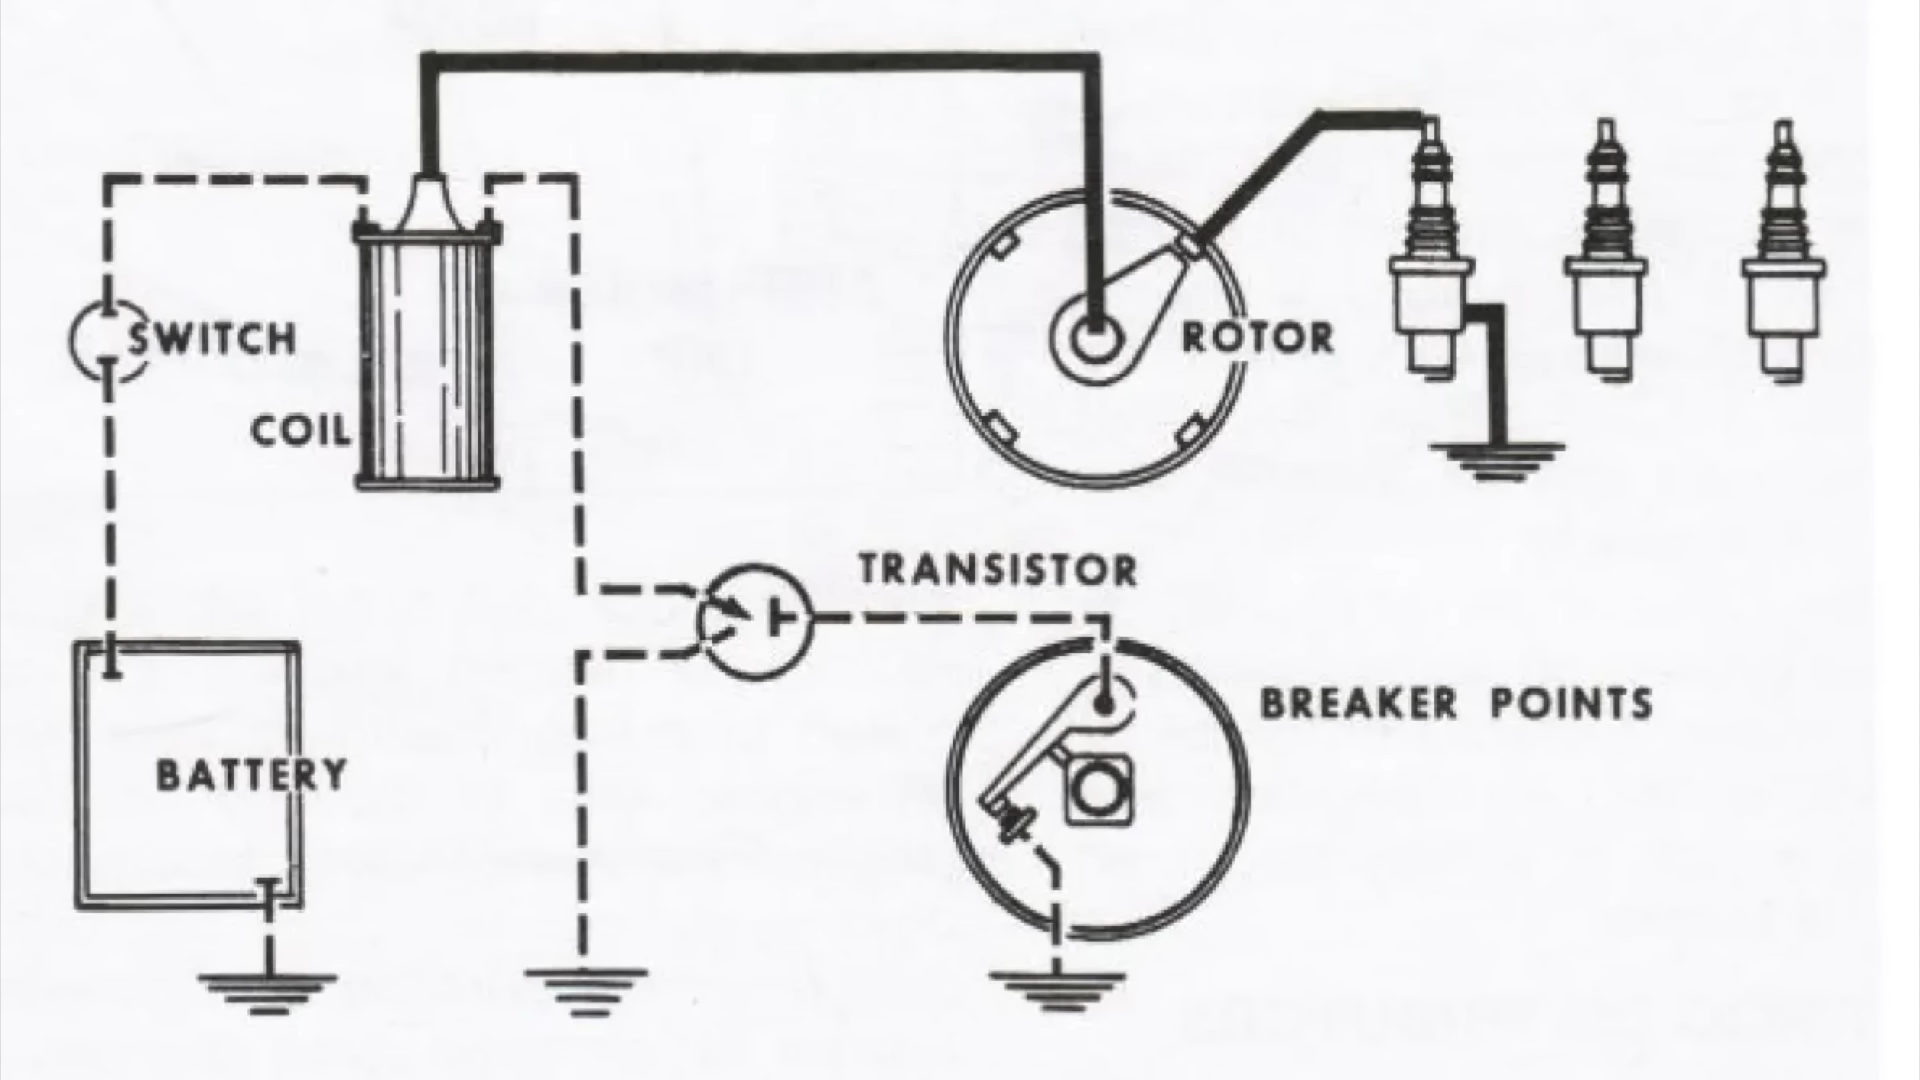 SWITCH
ROTOR
COIL
TRANSISTOR
BREAKER POINTS
BATTERY